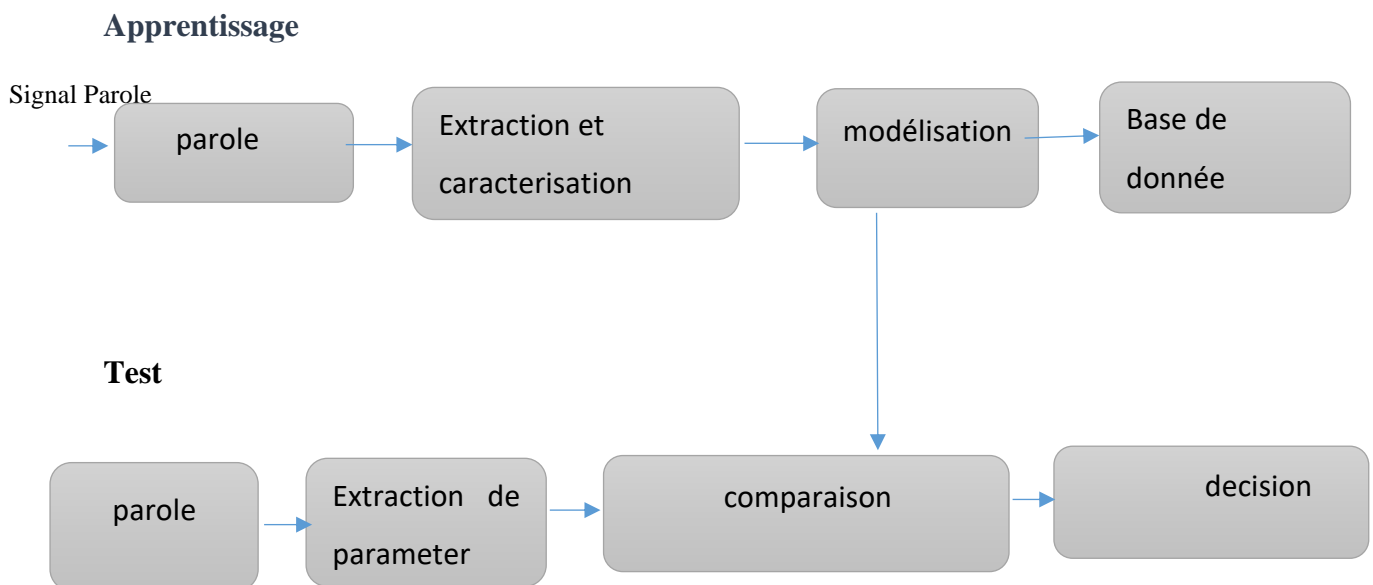 Apprentissage
Signal Parole
parole
Extraction et
caracterisation
modélisation
Base de
donnée
Test
parole
Extraction de
parameter
comparaison
decision